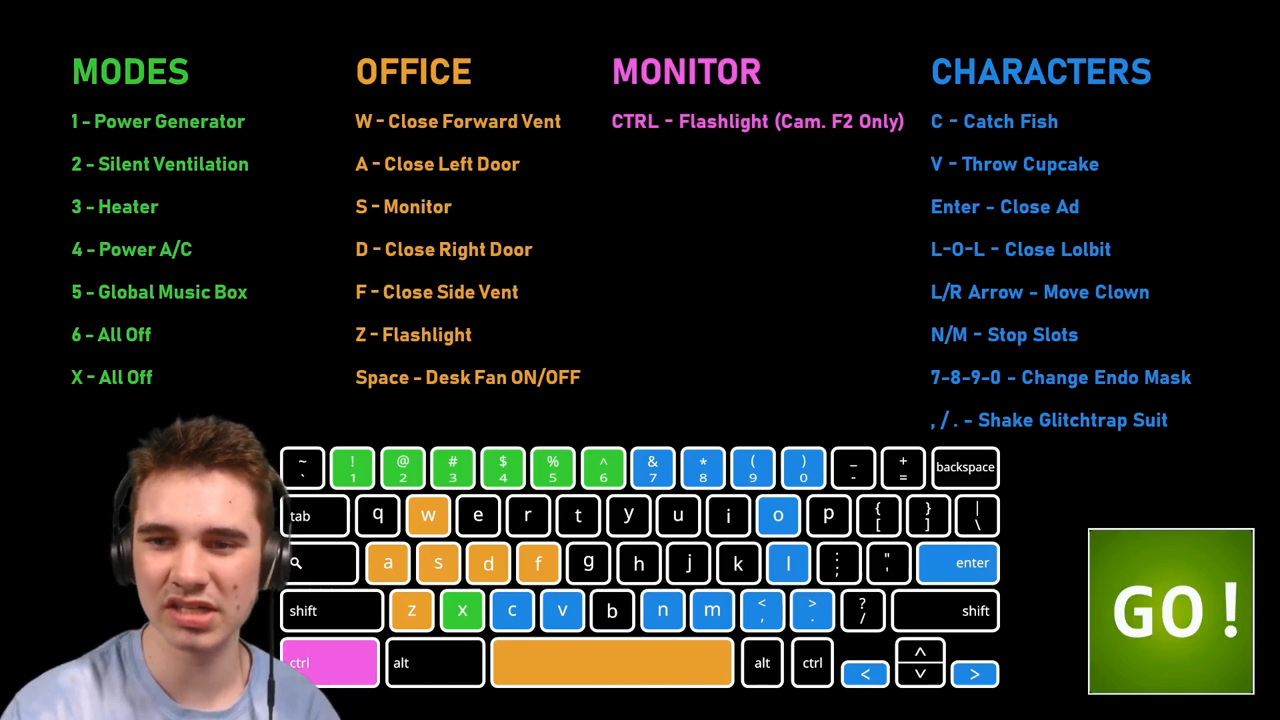 MODES
1 - Power Generator
2 - Silent Ventilation
3 - Heater
4 - Power A/C
5 - Global Music Box
6 - All Off
X - All Off
OFFICE
W - Close Forward Vent
A - Close Left Door
S - Monitor
D - Close Right Door
F - Close Side Vent
Z - Flashlight
Space - Desk Fan ON/OFF
MONITOR
CTRL - Flashlight (Cam. F2 Only)
CHARACTERS
C - Catch Fish
V - Throw Cupcake
Enter - Close Ad
L-O-L - Close Lolbit
L/R Arrow - Move Clown
N/M - Stop Slots
7-8-9-0 - Change Endo Mask
, / . - Shake Glitchtrap Suit
~ ! @ # $ % ^ & * ( ) _ +
` 1 2 3 4 5 6 7 8 9 0 - = backspace
tab q w e r t y u i o p { [ } ] | \
a s d f g h j k l : ; " ' enter
shift z x c v b n m < , > . ? / shift
ctrl alt alt ctrl < ^ v >
GO!